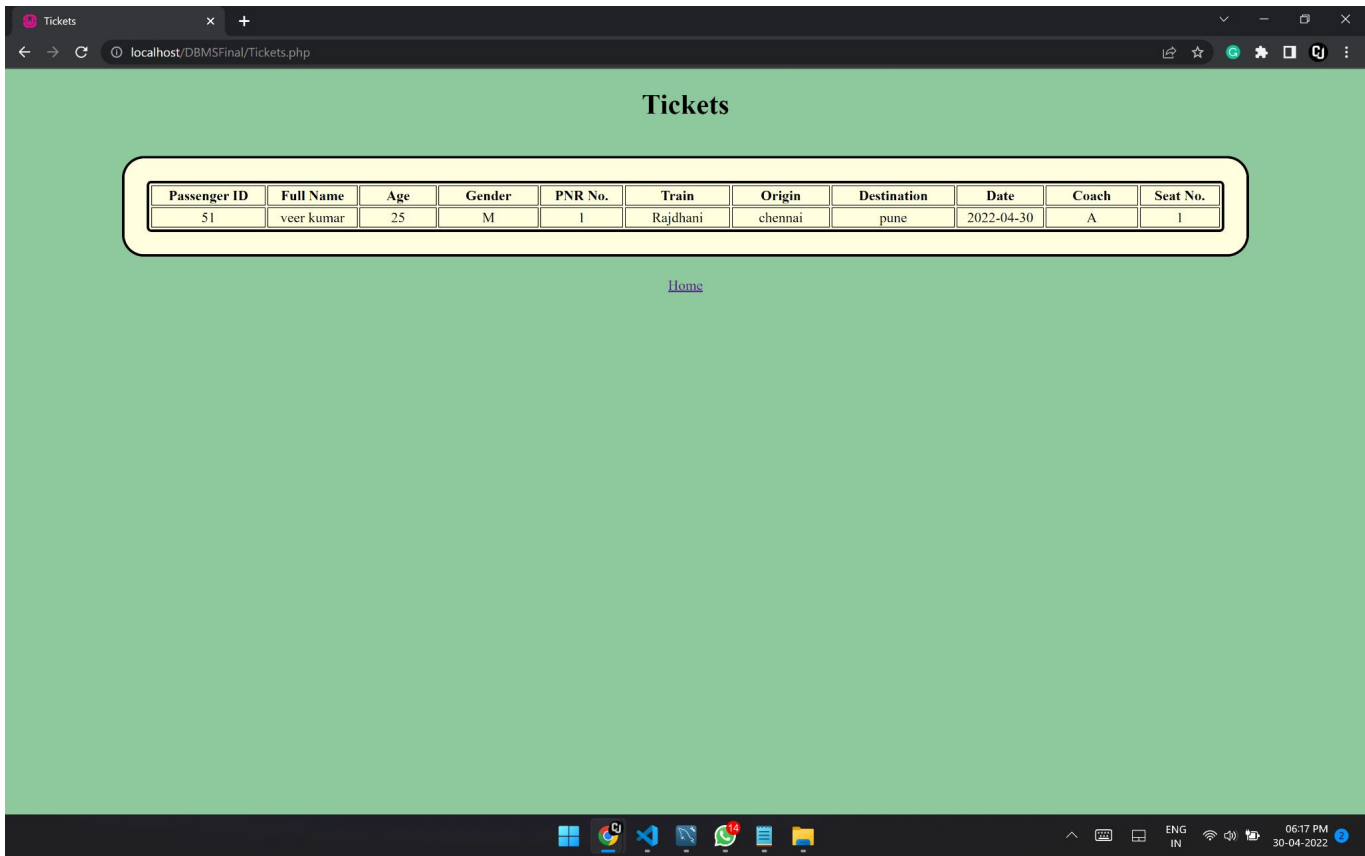 Tickets
localhost/DBMSFinal/Tickets.php
Tickets
Passenger ID Full Name Age Gender PNR No. Train Origin Destination Date Coach Seat No.
51 veer kumar 25 M 1 Rajdhani chennai pune 2022-04-30 A 1
Home
14
ENG
IN
06:17 PM
30-04-2022
2